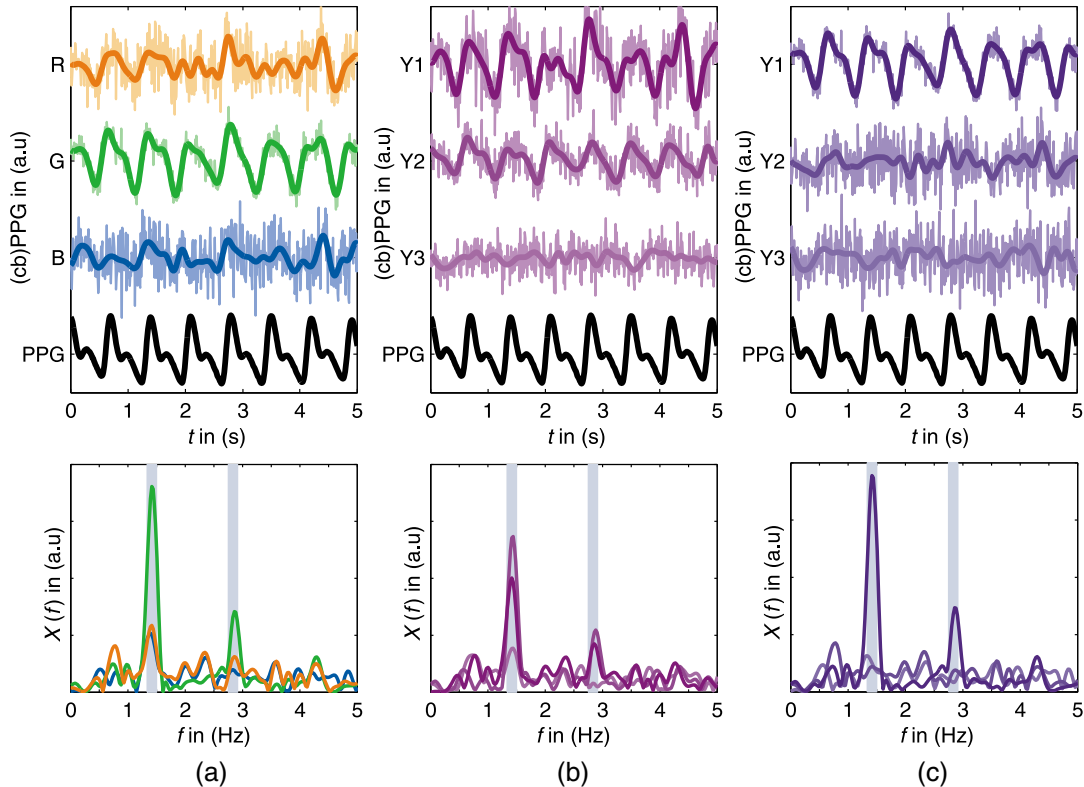 (cb)PPG in (a.u)
R
G
B
PPG
0 1 2 3 4 5
t in (s)
(cb)PPG in (a.u)
Y1
Y2
Y3
PPG
0 1 2 3 4 5
t in (s)
(cb)PPG in (a.u)
Y1
Y2
Y3
PPG
0 1 2 3 4 5
t in (s)
X (f) in (a.u)
0 1 2 3 4 5
f in (Hz)
(a)
X (f) in (a.u)
0 1 2 3 4 5
f in (Hz)
(b)
X (f) in (a.u)
0 1 2 3 4 5
f in (Hz)
(c)